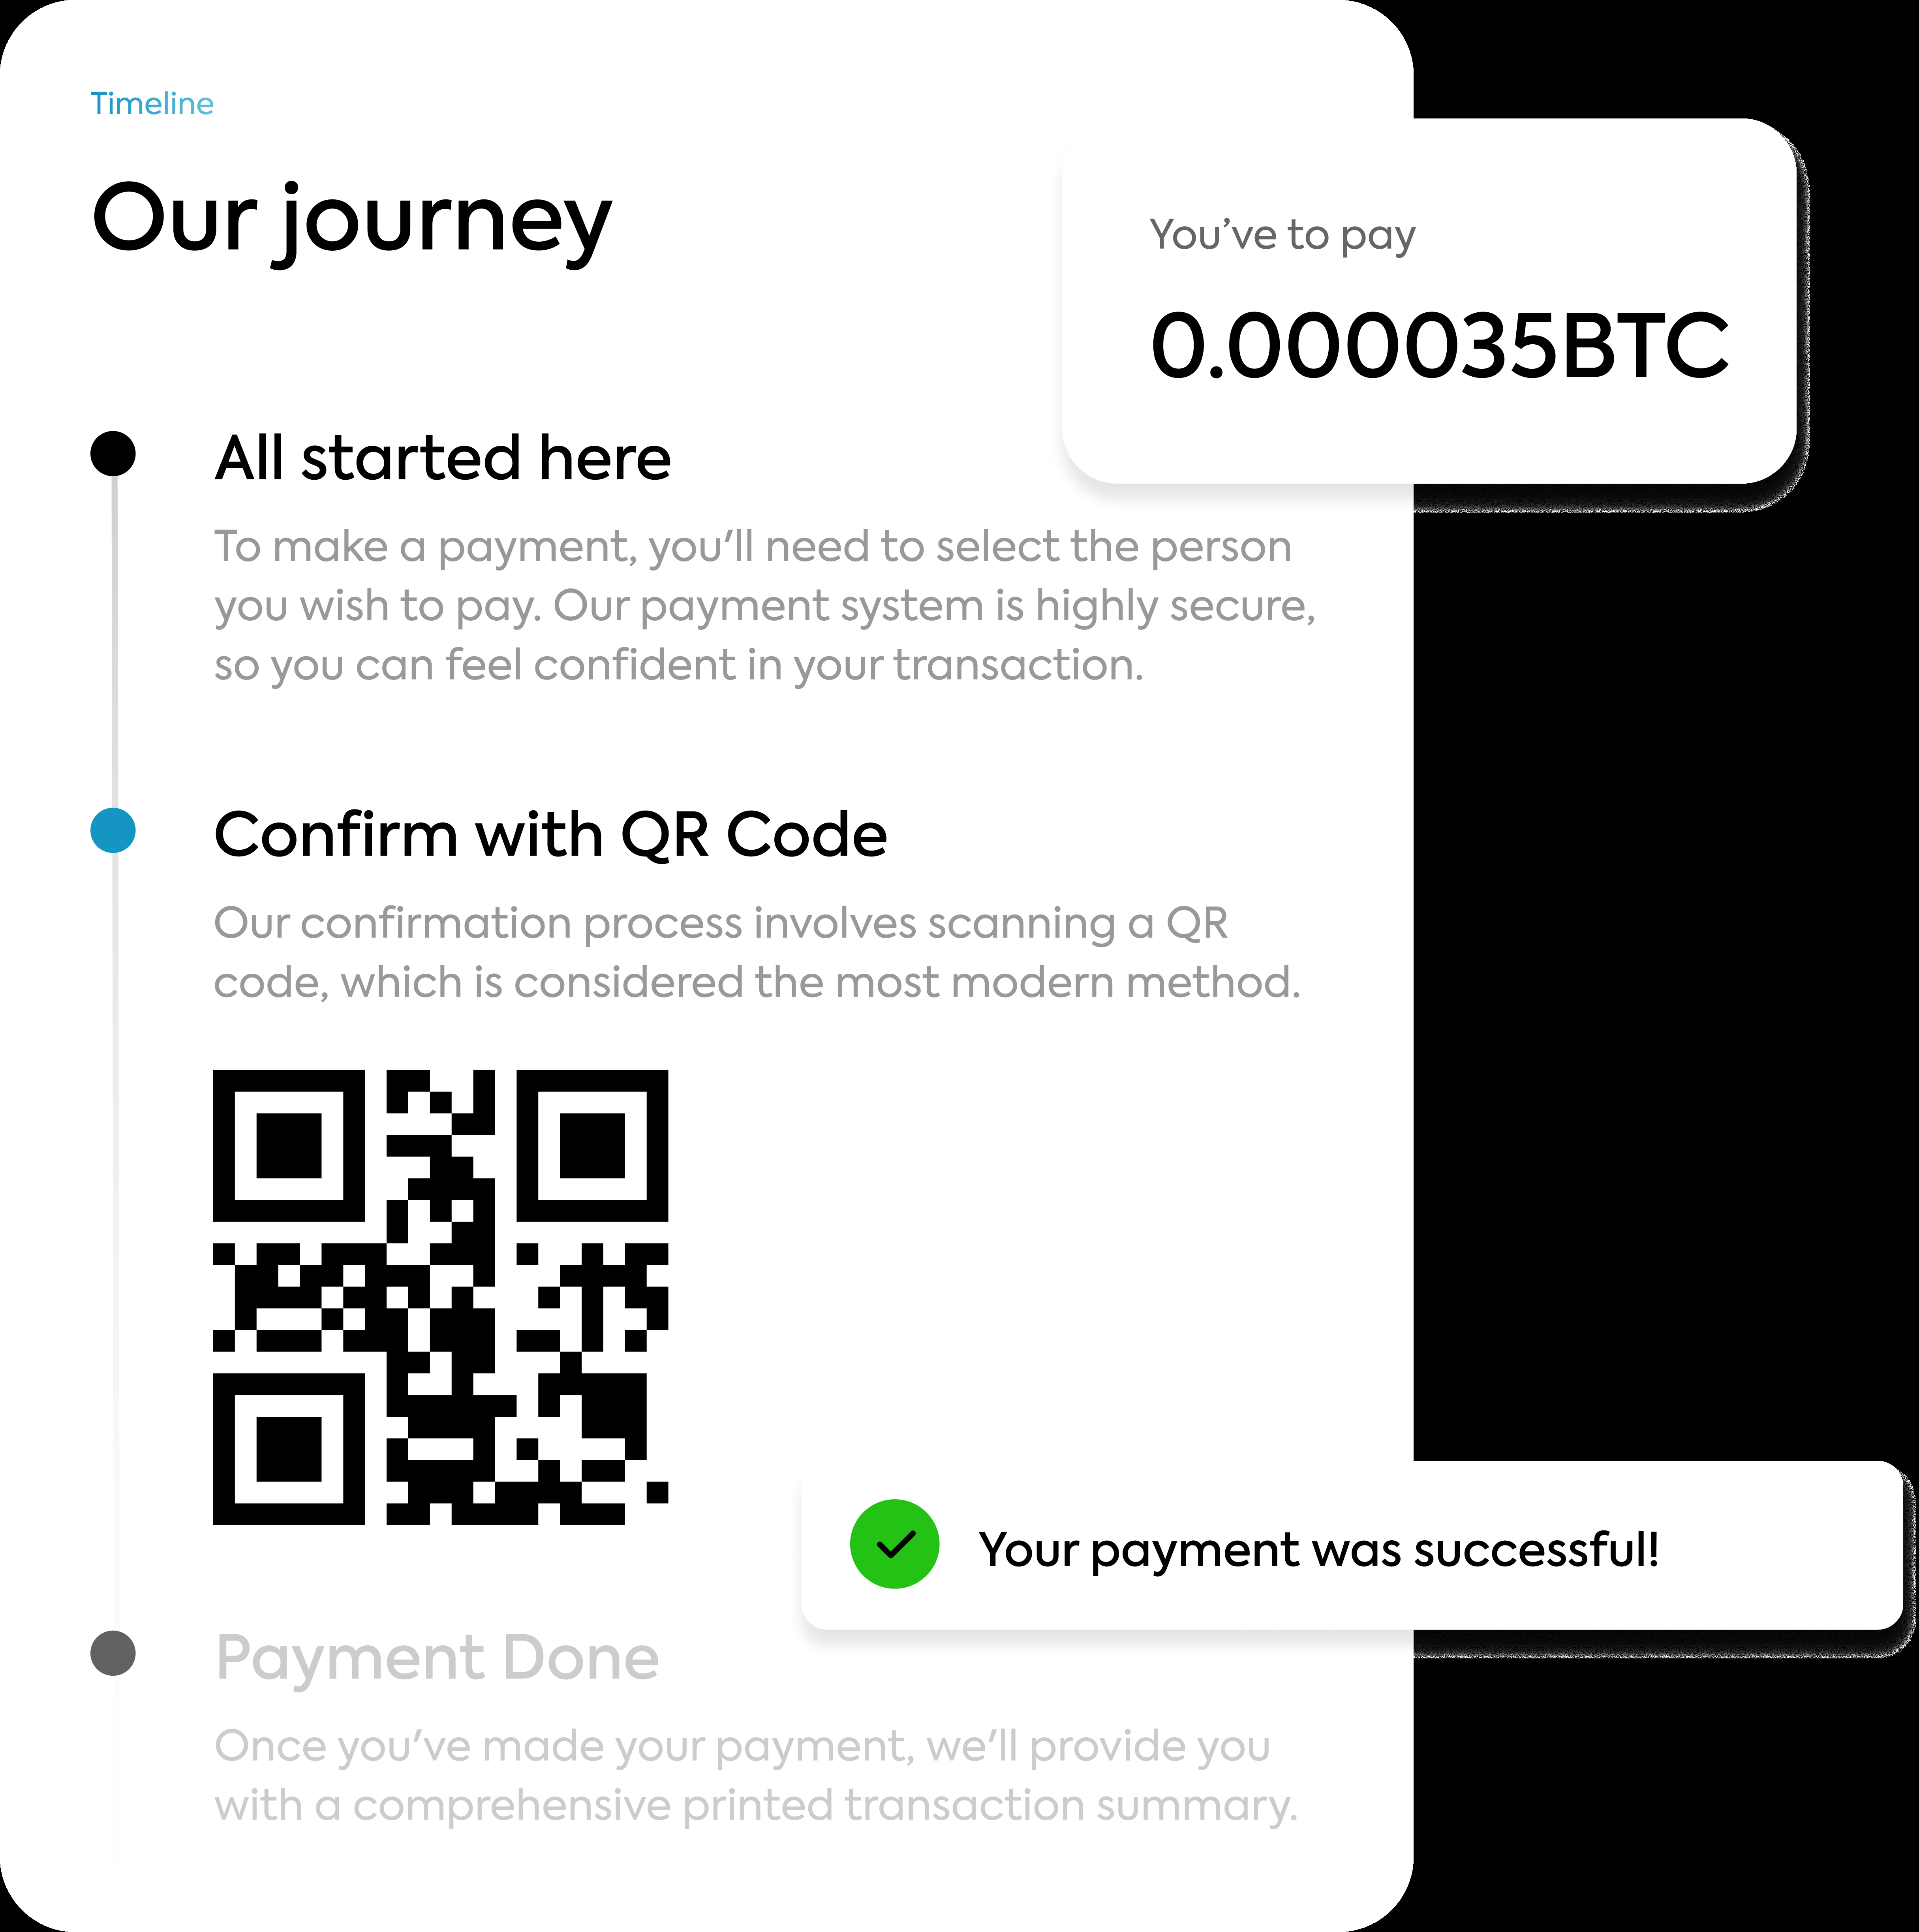 Timeline
Our journey
You’ve to pay
0.000035BTC
All started here
To make a payment, you'll need to select the person
you wish to pay. Our payment system is highly secure,
so you can feel confident in your transaction.
Confirm with QR Code
Our confirmation process involves scanning a QR
code, which is considered the most modern method.
Your payment was successful!
Payment Done
Once you've made your payment, we'll provide you
with a comprehensive printed transaction summary.